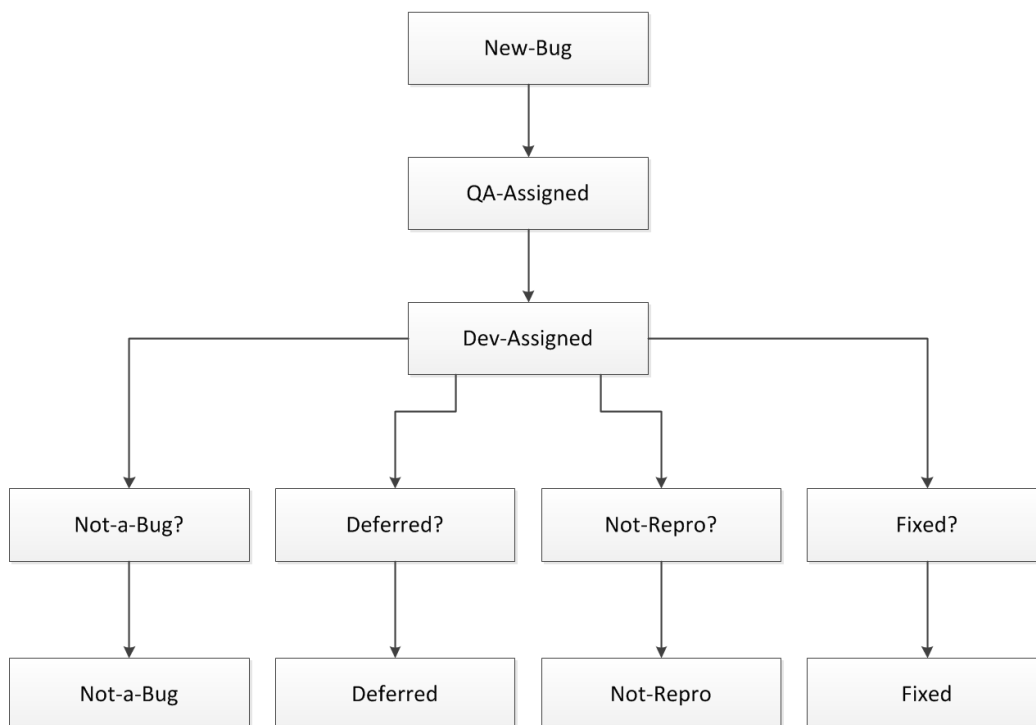 New-Bug
QA-Assigned
Dev-Assigned
Not-a-Bug?
Deferred?
Not-Repro?
Fixed?
Not-a-Bug
Deferred
Not-Repro
Fixed